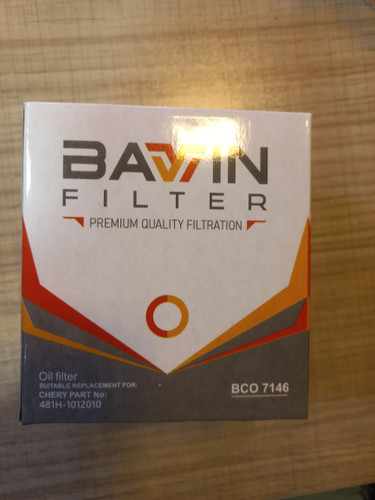 BAVIN
FILTER
PREMIUM QUALITY FILTRATION
Oil filter
SUITABLE REPLACEMENT FOR:
CHERY PART No:
481H-1012010
BCO 7146